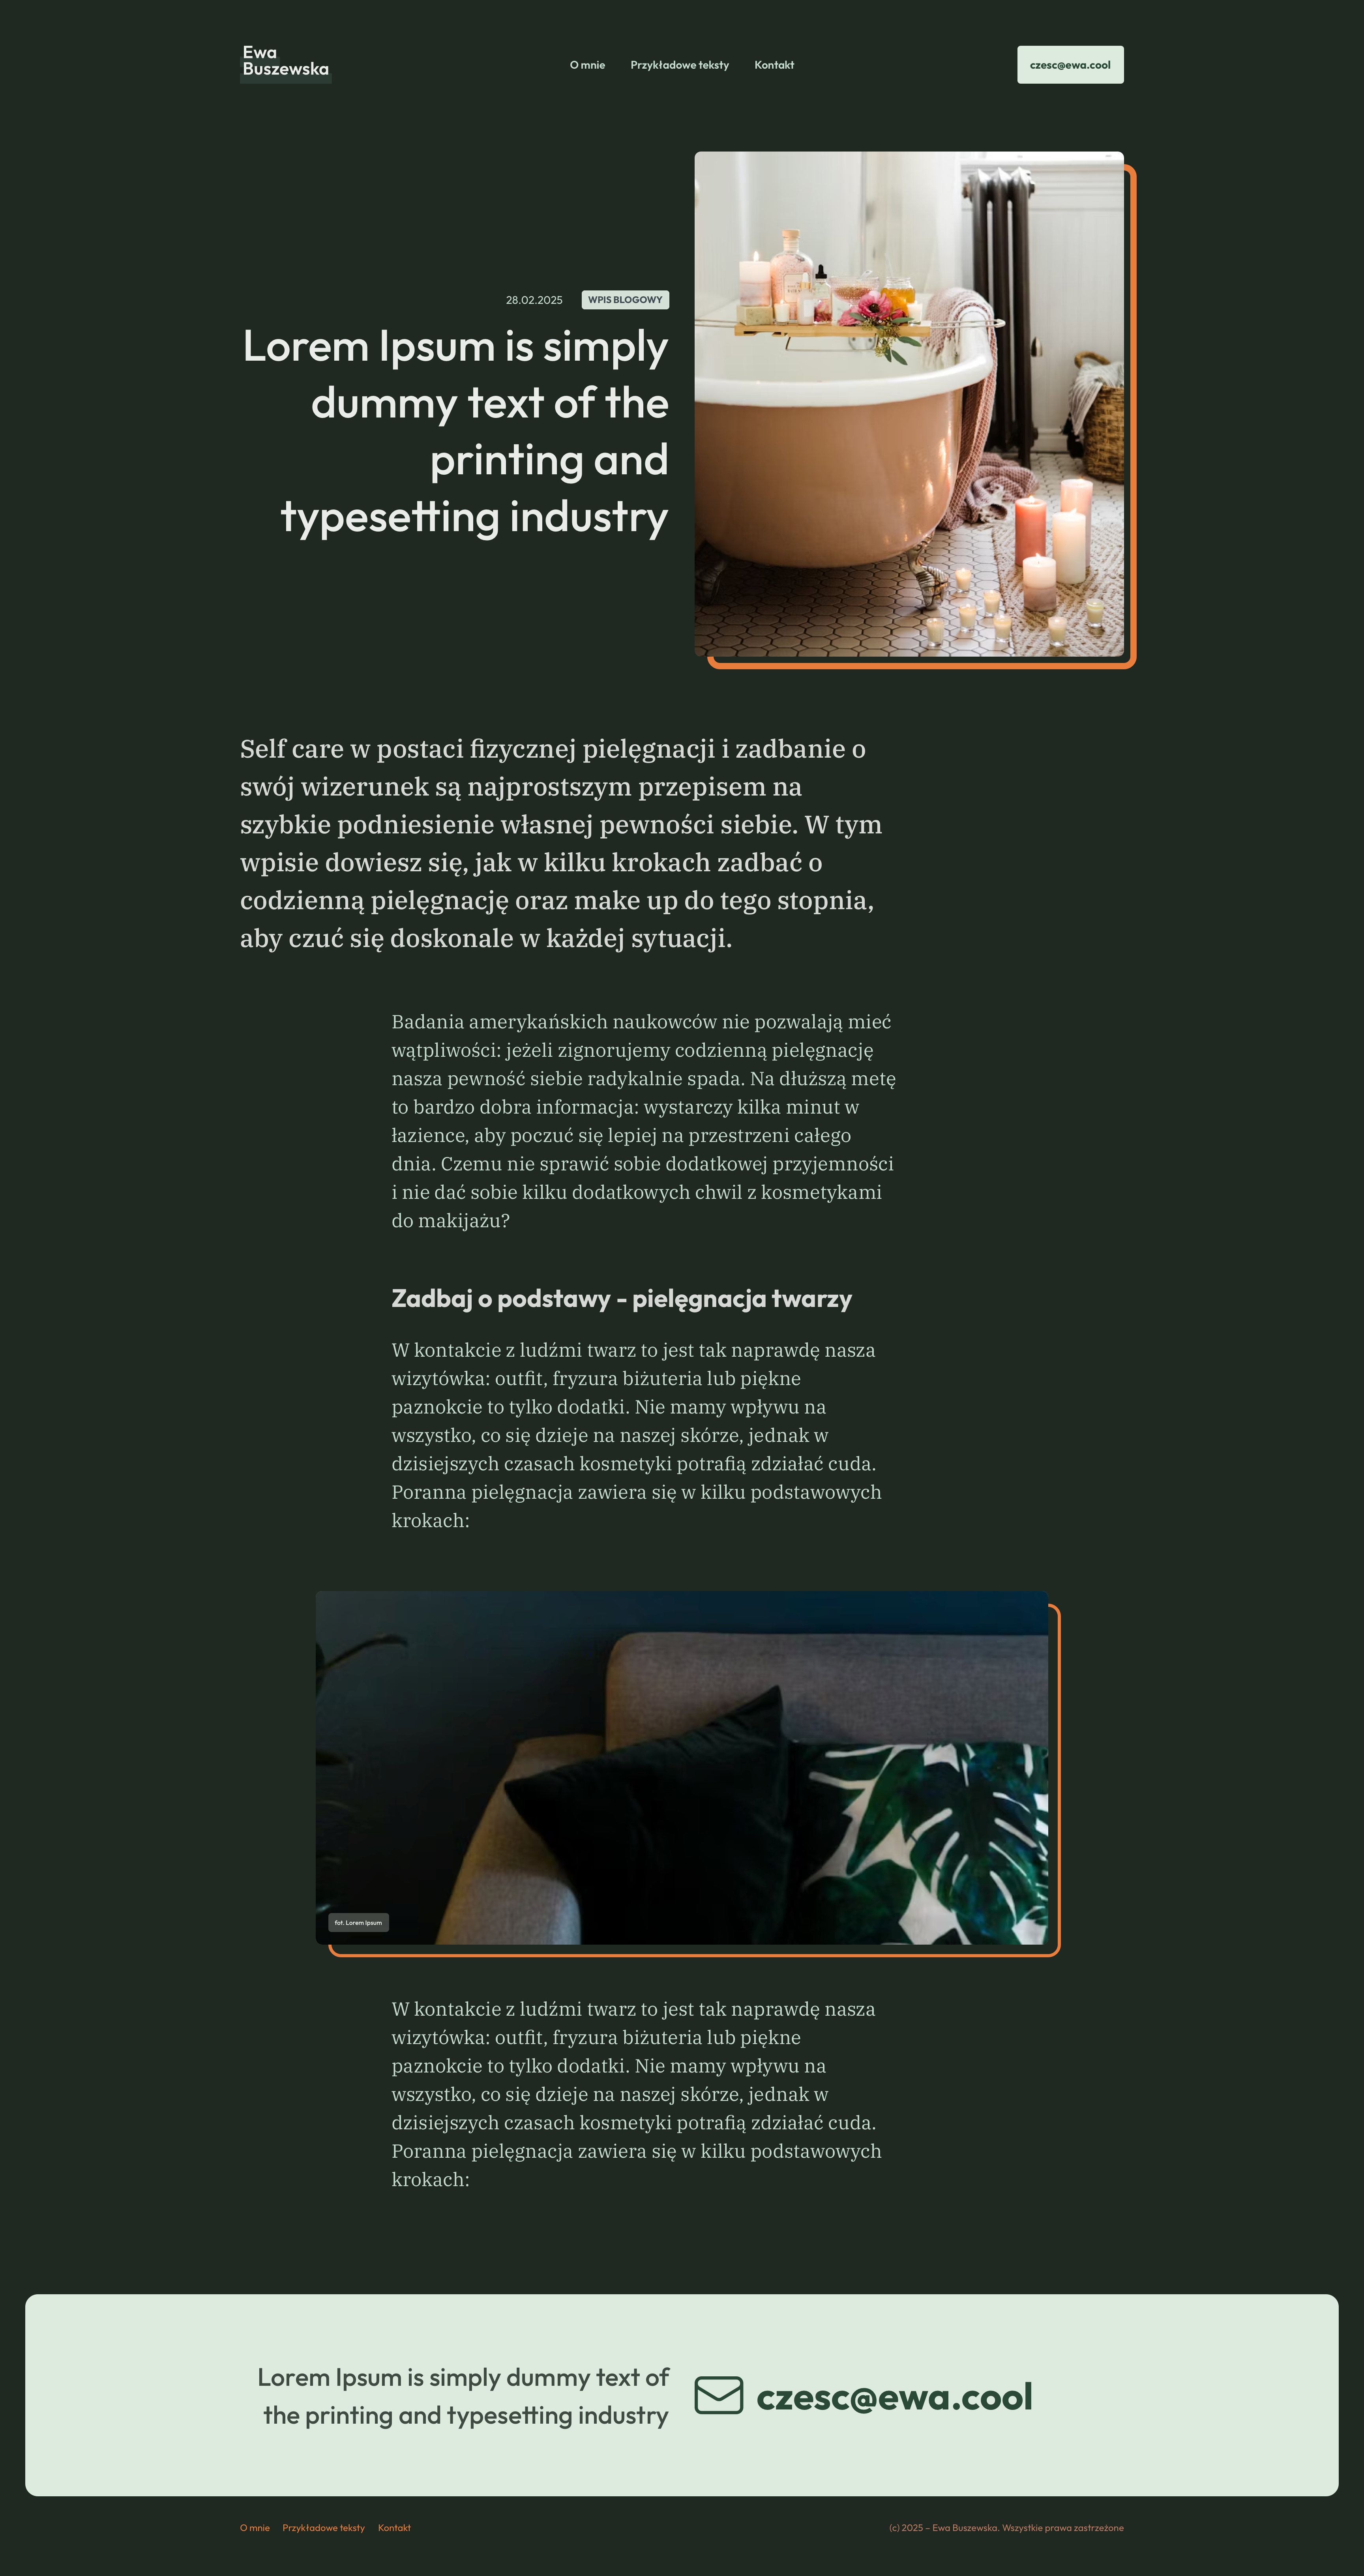 Ewa
Buszewska
O mnie Przykładowe teksty Kontakt
czesc@ewa.cool
28.02.2025 WPIS BLOGOWY
Lorem Ipsum is simply
dummy text of the
printing and
typesetting industry
Self care w postaci fizycznej pielęgnacji i zadbanie o
swój wizerunek są najprostszym przepisem na
szybkie podniesienie własnej pewności siebie. W tym
wpisie dowiesz się, jak w kilku krokach zadbać o
codzienną pielęgnację oraz make up do tego stopnia,
aby czuć się doskonale w każdej sytuacji.
Badania amerykańskich naukowców nie pozwalają mieć
wątpliwości: jeżeli zignorujemy codzienną pielęgnację
nasza pewność siebie radykalnie spada. Na dłuższą metę
to bardzo dobra informacja: wystarczy kilka minut w
łazience, aby poczuć się lepiej na przestrzeni całego
dnia. Czemu nie sprawić sobie dodatkowej przyjemności
i nie dać sobie kilku dodatkowych chwil z kosmetykami
do makijażu?
Zadbaj o podstawy - pielęgnacja twarzy
W kontakcie z ludźmi twarz to jest tak naprawdę nasza
wizytówka: outfit, fryzura biżuteria lub piękne
paznokcie to tylko dodatki. Nie mamy wpływu na
wszystko, co się dzieje na naszej skórze, jednak w
dzisiejszych czasach kosmetyki potrafią zdziałać cuda.
Poranna pielęgnacja zawiera się w kilku podstawowych
krokach:
fot. Lorem Ipsum
W kontakcie z ludźmi twarz to jest tak naprawdę nasza
wizytówka: outfit, fryzura biżuteria lub piękne
paznokcie to tylko dodatki. Nie mamy wpływu na
wszystko, co się dzieje na naszej skórze, jednak w
dzisiejszych czasach kosmetyki potrafią zdziałać cuda.
Poranna pielęgnacja zawiera się w kilku podstawowych
krokach:
Lorem Ipsum is simply dummy text of
the printing and typesetting industry
czesc@ewa.cool
O mnie Przykładowe teksty Kontakt
(c) 2025 – Ewa Buszewska. Wszystkie prawa zastrzeżone